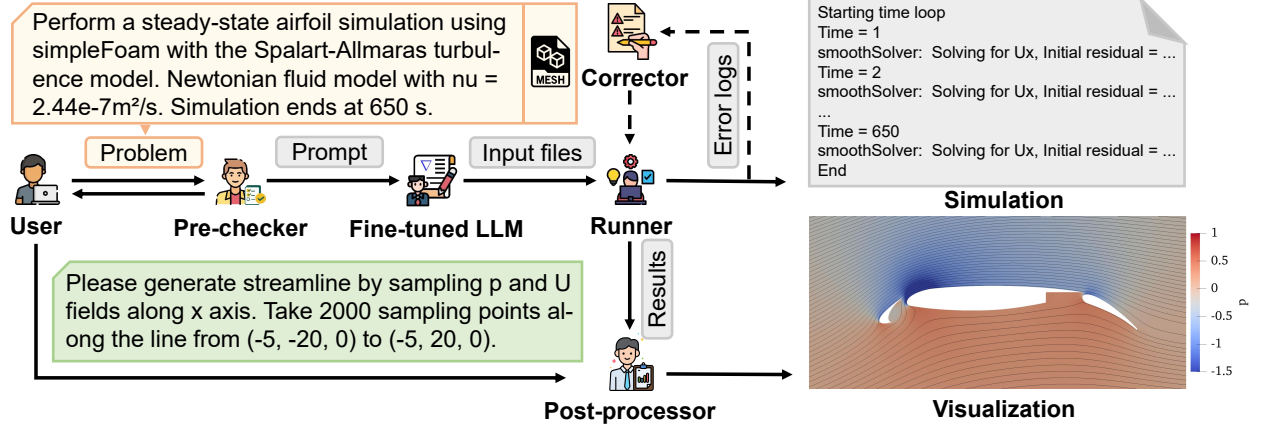 Perform a steady-state airfoil simulation using
simpleFoam with the Spalart-Allmaras turbul-
ence model. Newtonian fluid model with nu =
2.44e-7m²/s. Simulation ends at 650 s.
MESH
Corrector
Error logs
Starting time loop
Time = 1
smoothSolver:  Solving for Ux, Initial residual = ...
Time = 2
smoothSolver:  Solving for Ux, Initial residual = ...
...
Time = 650
smoothSolver:  Solving for Ux, Initial residual = ...
End
Simulation
Problem
Prompt
Input files
User
Pre-checker
Fine-tuned LLM
Runner
Results
Please generate streamline by sampling p and U
fields along x axis. Take 2000 sampling points al-
ong the line from (-5, -20, 0) to (-5, 20, 0).
Post-processor
1
0.5
0
-0.5
-1
-1.5
p
Visualization